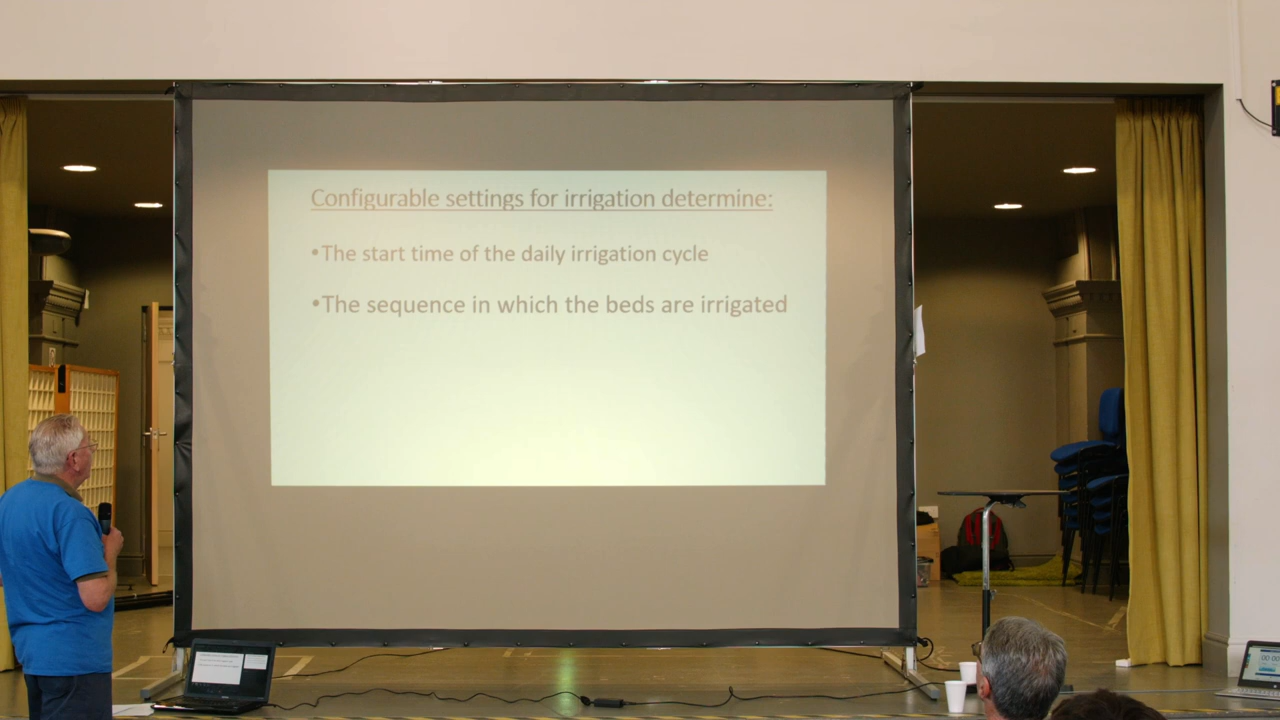 Configurable settings for irrigation determine:
•The start time of the daily irrigation cycle
•The sequence in which the beds are irrigated